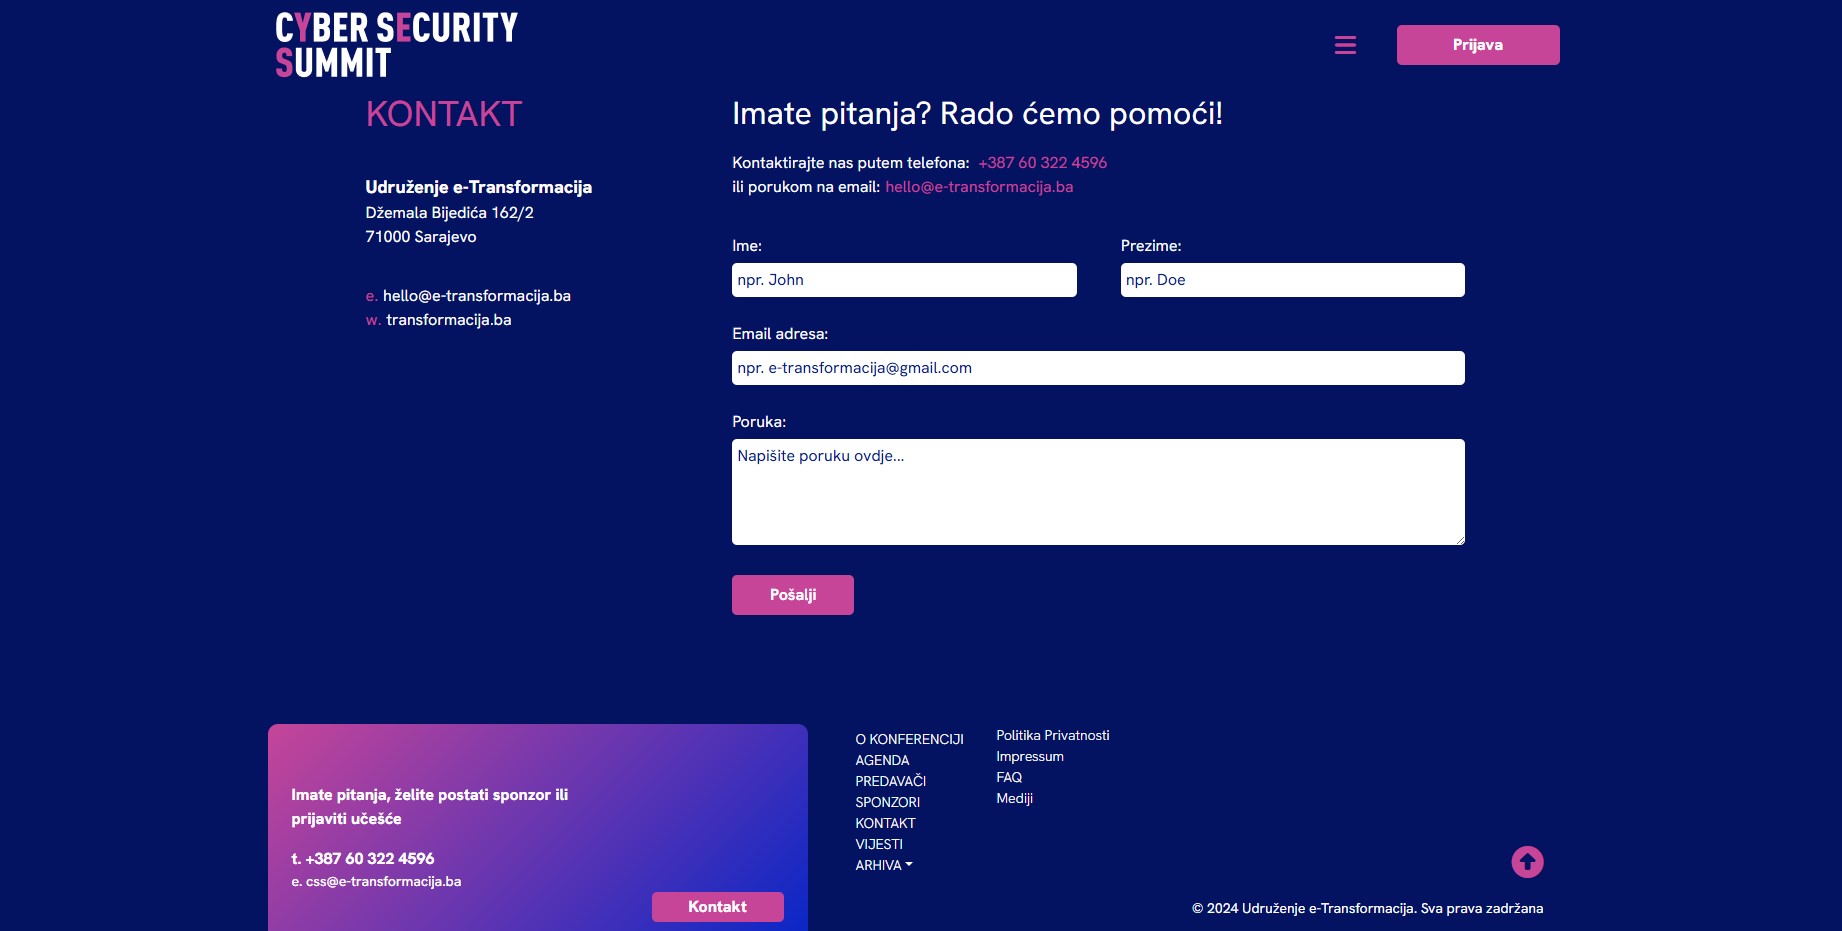 CYBER SECURITY
SUMMIT
Prijava
KONTAKT
Udruženje e-Transformacija
Džemala Bijedića 162/2
71000 Sarajevo
e. hello@e-transformacija.ba
w. transformacija.ba
Imate pitanja? Rado ćemo pomoći!
Kontaktirajte nas putem telefona: +387 60 322 4596
ili porukom na email: hello@e-transformacija.ba
Ime:
npr. John
Prezime:
npr. Doe
Email adresa:
npr. e-transformacija@gmail.com
Poruka:
Napišite poruku ovdje...
Pošalji
Imate pitanja, želite postati sponzor ili
prijaviti učešće
t. +387 60 322 4596
e. css@e-transformacija.ba
Kontakt
O KONFERENCIJI
AGENDA
PREDAVAČI
SPONZORI
KONTAKT
VIJESTI
ARHIVA
Politika Privatnosti
Impressum
FAQ
Mediji
© 2024 Udruženje e-Transformacija. Sva prava zadržana